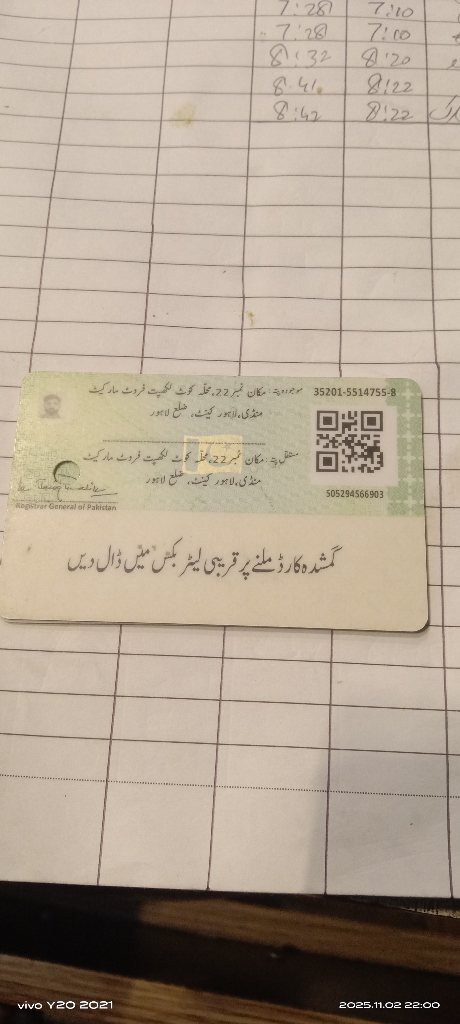 7:28 7:10
7:28 7:10
8:32 8:20
8:41 8:22
8:42 8:22
35201-5514755-8
موجودہ پتہ: مکان نمبر 22، محلہ کوٹ لکھپت فروٹ مارکیٹ
منڈی، لاہور کینٹ، ضلع لاہور
مستقل پتہ: مکان نمبر 22، محلہ کوٹ لکھپت فروٹ مارکیٹ
منڈی، لاہور کینٹ، ضلع لاہور
505294566903
Registrar General of Pakistan
گمشدہ کارڈ ملنے پر قریبی لیٹر بکس میں ڈال دیں
vivo Y20 2021
2025.11.02 22:00